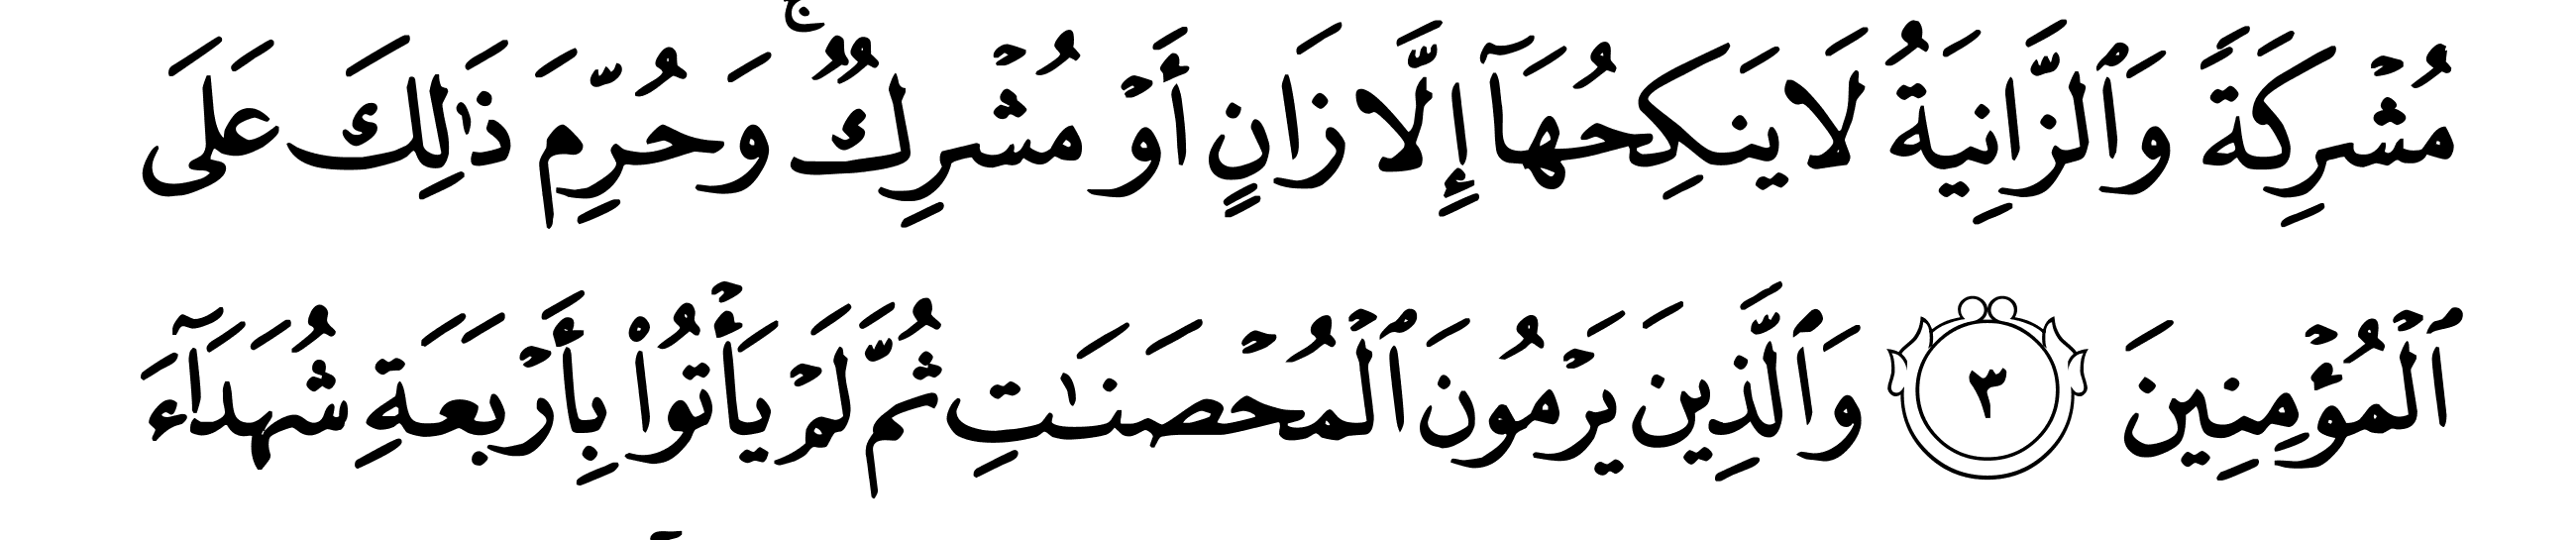 مُشۡرِكَةٗ وَٱلزَّانِيَةُ لَا يَنكِحُهَآ إِلَّا زَانٍ أَوۡ مُشۡرِكٞۚ وَحُرِّمَ ذَٰلِكَ عَلَى
ٱلۡمُؤۡمِنِينَ ٣ وَٱلَّذِينَ يَرۡمُونَ ٱلۡمُحۡصَنَٰتِ ثُمَّ لَمۡ يَأۡتُواْ بِأَرۡبَعَةِ شُهَدَآءَ